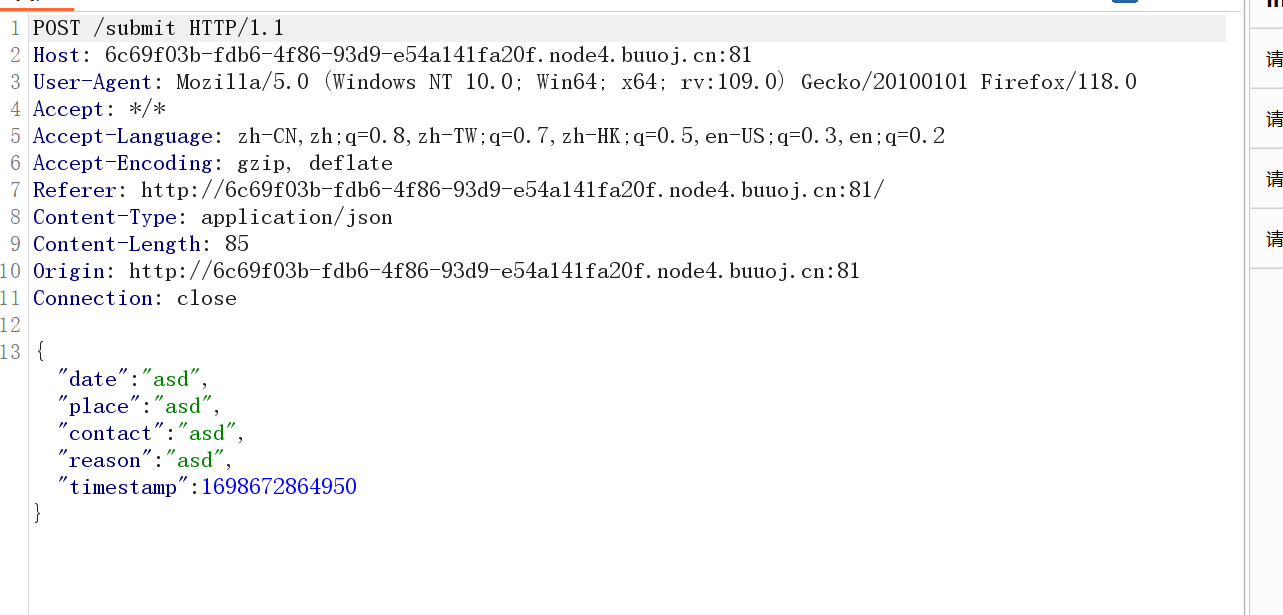 1 POST /submit HTTP/1.1
2 Host: 6c69f03b-fdb6-4f86-93d9-e54a141fa20f.node4.buuoj.cn:81
3 User-Agent: Mozilla/5.0 (Windows NT 10.0; Win64; x64; rv:109.0) Gecko/20100101 Firefox/118.0
4 Accept: */*
5 Accept-Language: zh-CN,zh;q=0.8,zh-TW;q=0.7,zh-HK;q=0.5,en-US;q=0.3,en;q=0.2
6 Accept-Encoding: gzip, deflate
7 Referer: http://6c69f03b-fdb6-4f86-93d9-e54a141fa20f.node4.buuoj.cn:81/
8 Content-Type: application/json
9 Content-Length: 85
10 Origin: http://6c69f03b-fdb6-4f86-93d9-e54a141fa20f.node4.buuoj.cn:81
11 Connection: close
12
13 {
"date":"asd",
"place":"asd",
"contact":"asd",
"reason":"asd",
"timestamp":1698672864950
}
请
请
请
请